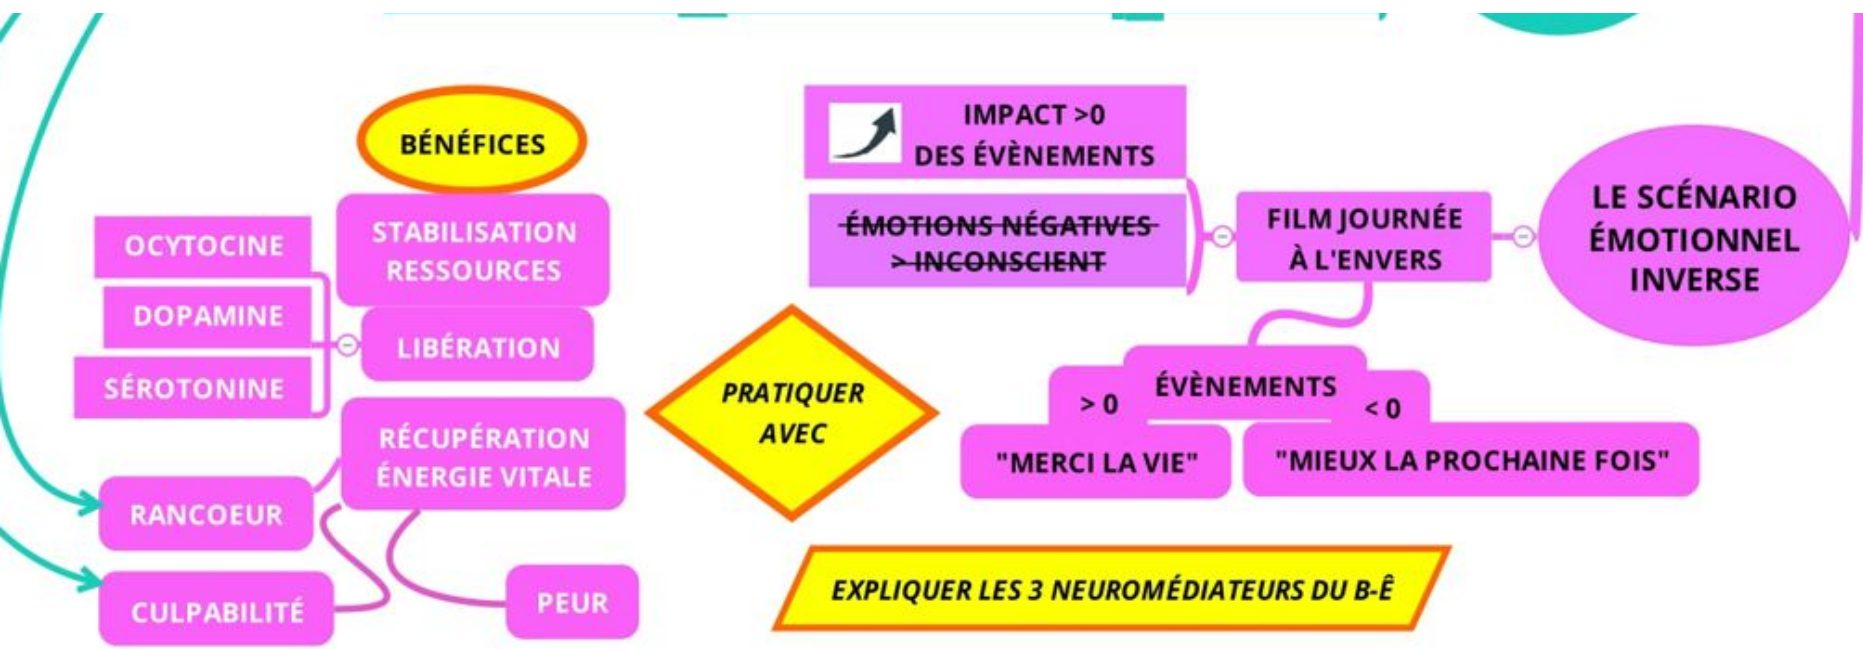 BÉNÉFICES
STABILISATION
RESSOURCES
OCYTOCINE
DOPAMINE
SÉROTONINE
LIBÉRATION
RÉCUPÉRATION
ÉNERGIE VITALE
RANCOEUR
CULPABILITÉ
PEUR
PRATIQUER
AVEC
IMPACT >0
DES ÉVÈNEMENTS
ÉMOTIONS NÉGATIVES
> INCONSCIENT
FILM JOURNÉE
À L'ENVERS
LE SCÉNARIO
ÉMOTIONNEL
INVERSE
ÉVÈNEMENTS
> 0
< 0
"MERCI LA VIE"
"MIEUX LA PROCHAINE FOIS"
EXPLIQUER LES 3 NEUROMÉDIATEURS DU B-Ê